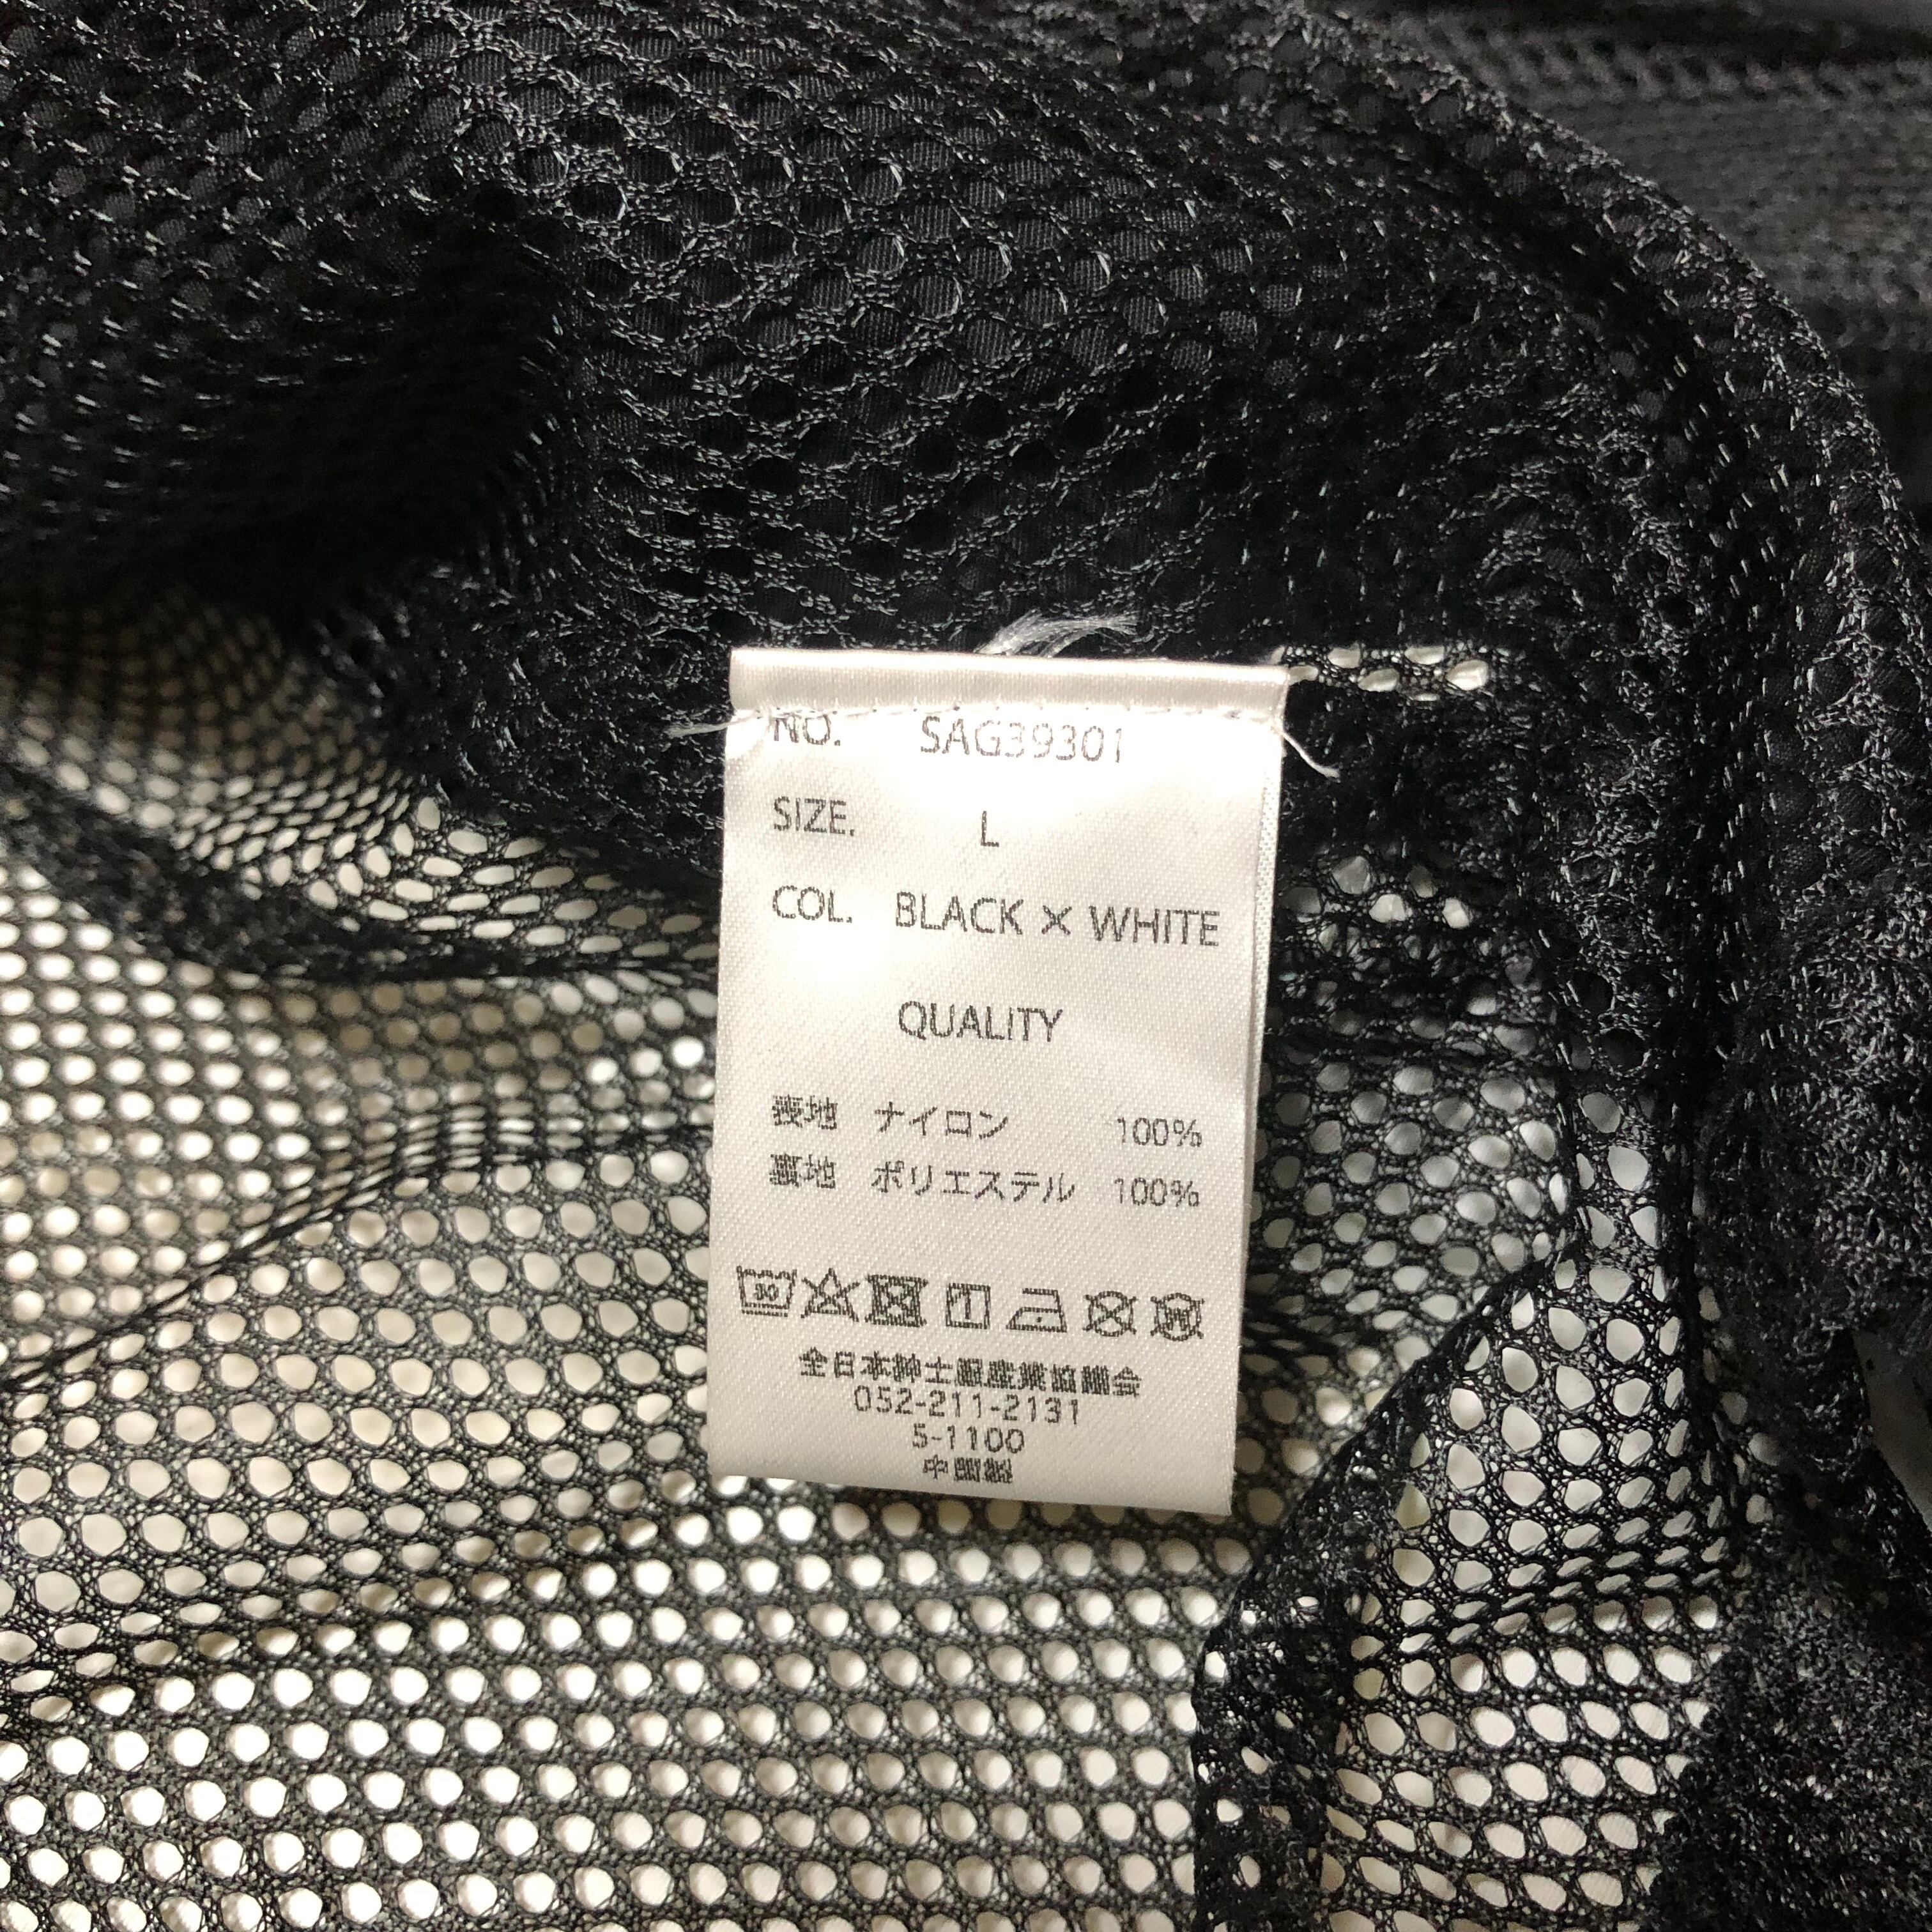 NO. SAG39301
SIZE. L
COL. BLACK × WHITE
QUALITY
表地 ナイロン 100%
裏地 ポリエステル 100%
30
全日本紳士服産業協議会
052-211-2131
5-1100
中国製